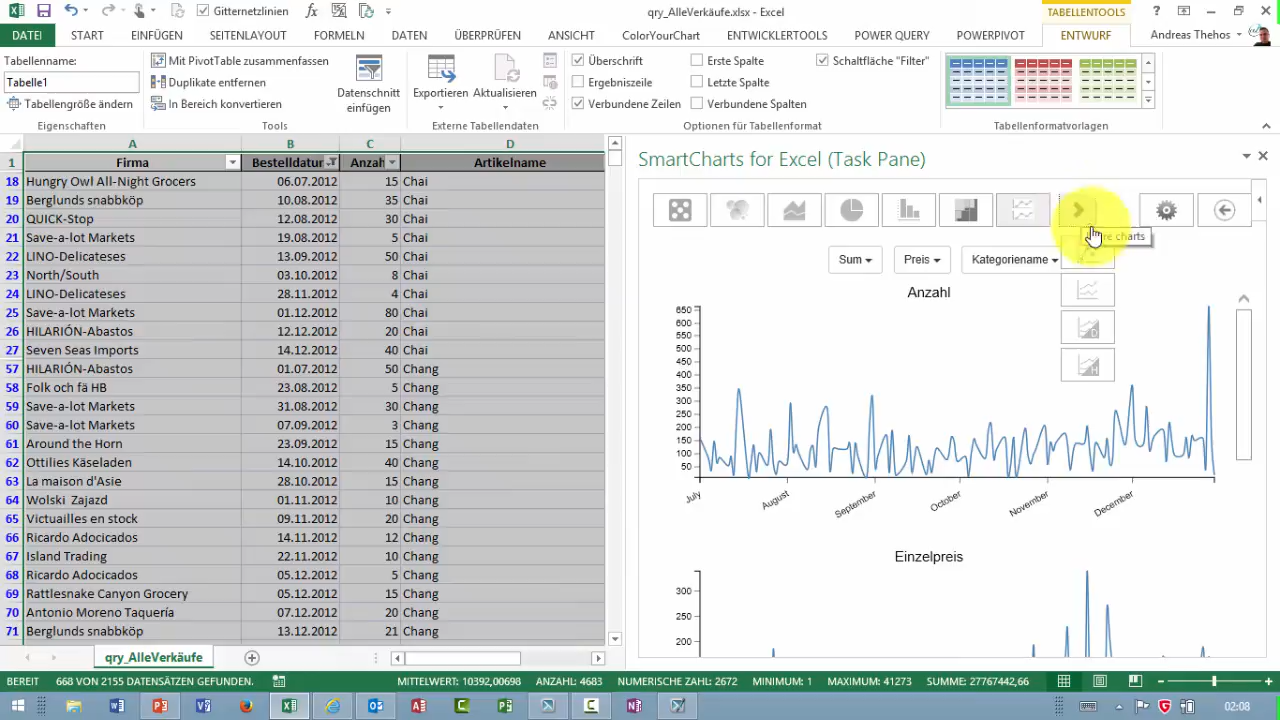 Gitternetzlinien
qry_AlleVerkäufe.xlsx - Excel
TABELLENTOOLS
DATEI START EINFÜGEN SEITENLAYOUT FORMELN DATEN ÜBERPRÜFEN ANSICHT ColorYourChart ENTWICKLERTOOLS POWER QUERY POWERPIVOT ENTWURF Andreas Thehos
Tabellenname:
Tabelle1
Tabellengröße ändern
Eigenschaften
Mit PivotTable zusammenfassen
Duplikate entfernen
In Bereich konvertieren
Datenschnitt
einfügen
Tools
Exportieren Aktualisieren
Externe Tabellendaten
Überschrift Erste Spalte Schaltfläche "Filter"
Ergebniszeile Letzte Spalte
Verbundene Zeilen Verbundene Spalten
Optionen für Tabellenformat
Tabellenformatvorlagen
A B C D
1 Firma Bestelldatur Anzahl Artikelname
18 Hungry Owl All-Night Grocers 06.07.2012 15 Chai
19 Berglunds snabbköp 10.08.2012 35 Chai
20 QUICK-Stop 12.08.2012 30 Chai
21 Save-a-lot Markets 19.08.2012 5 Chai
22 LINO-Delicateses 13.09.2012 50 Chai
23 North/South 03.10.2012 8 Chai
24 LINO-Delicateses 28.11.2012 4 Chai
25 Save-a-lot Markets 01.12.2012 80 Chai
26 HILARIÓN-Abastos 12.12.2012 20 Chai
27 Seven Seas Imports 14.12.2012 40 Chai
57 HILARIÓN-Abastos 01.07.2012 50 Chang
58 Folk och fä HB 23.08.2012 5 Chang
59 Save-a-lot Markets 31.08.2012 30 Chang
60 Save-a-lot Markets 07.09.2012 3 Chang
61 Around the Horn 23.09.2012 15 Chang
62 Ottilies Käseladen 14.10.2012 40 Chang
63 La maison d'Asie 28.10.2012 15 Chang
64 Wolski Zajazd 01.11.2012 10 Chang
65 Victuailles en stock 09.11.2012 20 Chang
66 Ricardo Adocicados 14.11.2012 12 Chang
67 Island Trading 22.11.2012 10 Chang
68 Ricardo Adocicados 05.12.2012 5 Chang
69 Rattlesnake Canyon Grocery 05.12.2012 15 Chang
70 Antonio Moreno Taquería 07.12.2012 20 Chang
71 Berglunds snabbköp 13.12.2012 21 Chang
qry_AlleVerkäufe
SmartCharts for Excel (Task Pane)
charts
Sum Preis Kategoriename
Anzahl
650
600
550
500
450
400
350
300
250
200
150
100
50
July August September October November December
Einzelpreis
300
250
200
BEREIT 668 VON 2155 DATENSÄTZEN GEFUNDEN. MITTELWERT: 10392,00698 ANZAHL: 4683 NUMERISCHE ZAHL: 2672 MINIMUM: 1 MAXIMUM: 41273 SUMME: 27767442,66
02:08